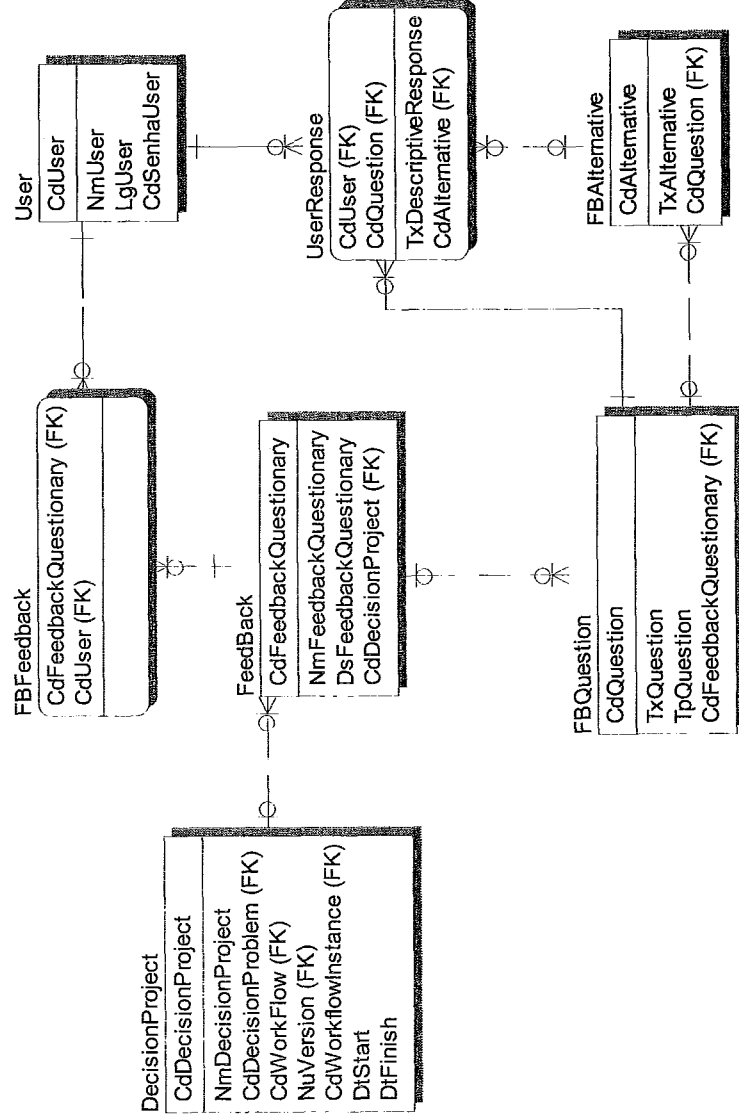 DecisionProject
CdDecisionProject
NmDecisionProject
CdDecisionProblem (FK)
CdWorkFlow (FK)
NuVersion (FK)
CdWorkflowInstance (FK)
DtStart
DtFinish
FBFeedback
CdFeedbackQuestionary (FK)
CdUser (FK)
FeedBack
CdFeedbackQuestionary
NmFeedbackQuestionary
DsFeedbackQuestionary
CdDecisionProject (FK)
FBQuestion
CdQuestion
TxQuestion
TpQuestion
CdFeedbackQuestionary (FK)
User
CdUser
NmUser
LgUser
CdSenhaUser
UserResponse
CdUser (FK)
CdQuestion (FK)
TxDescriptiveResponse
CdAlternative (FK)
FBAlternative
CdAlternative
TxAlternative
CdQuestion (FK)